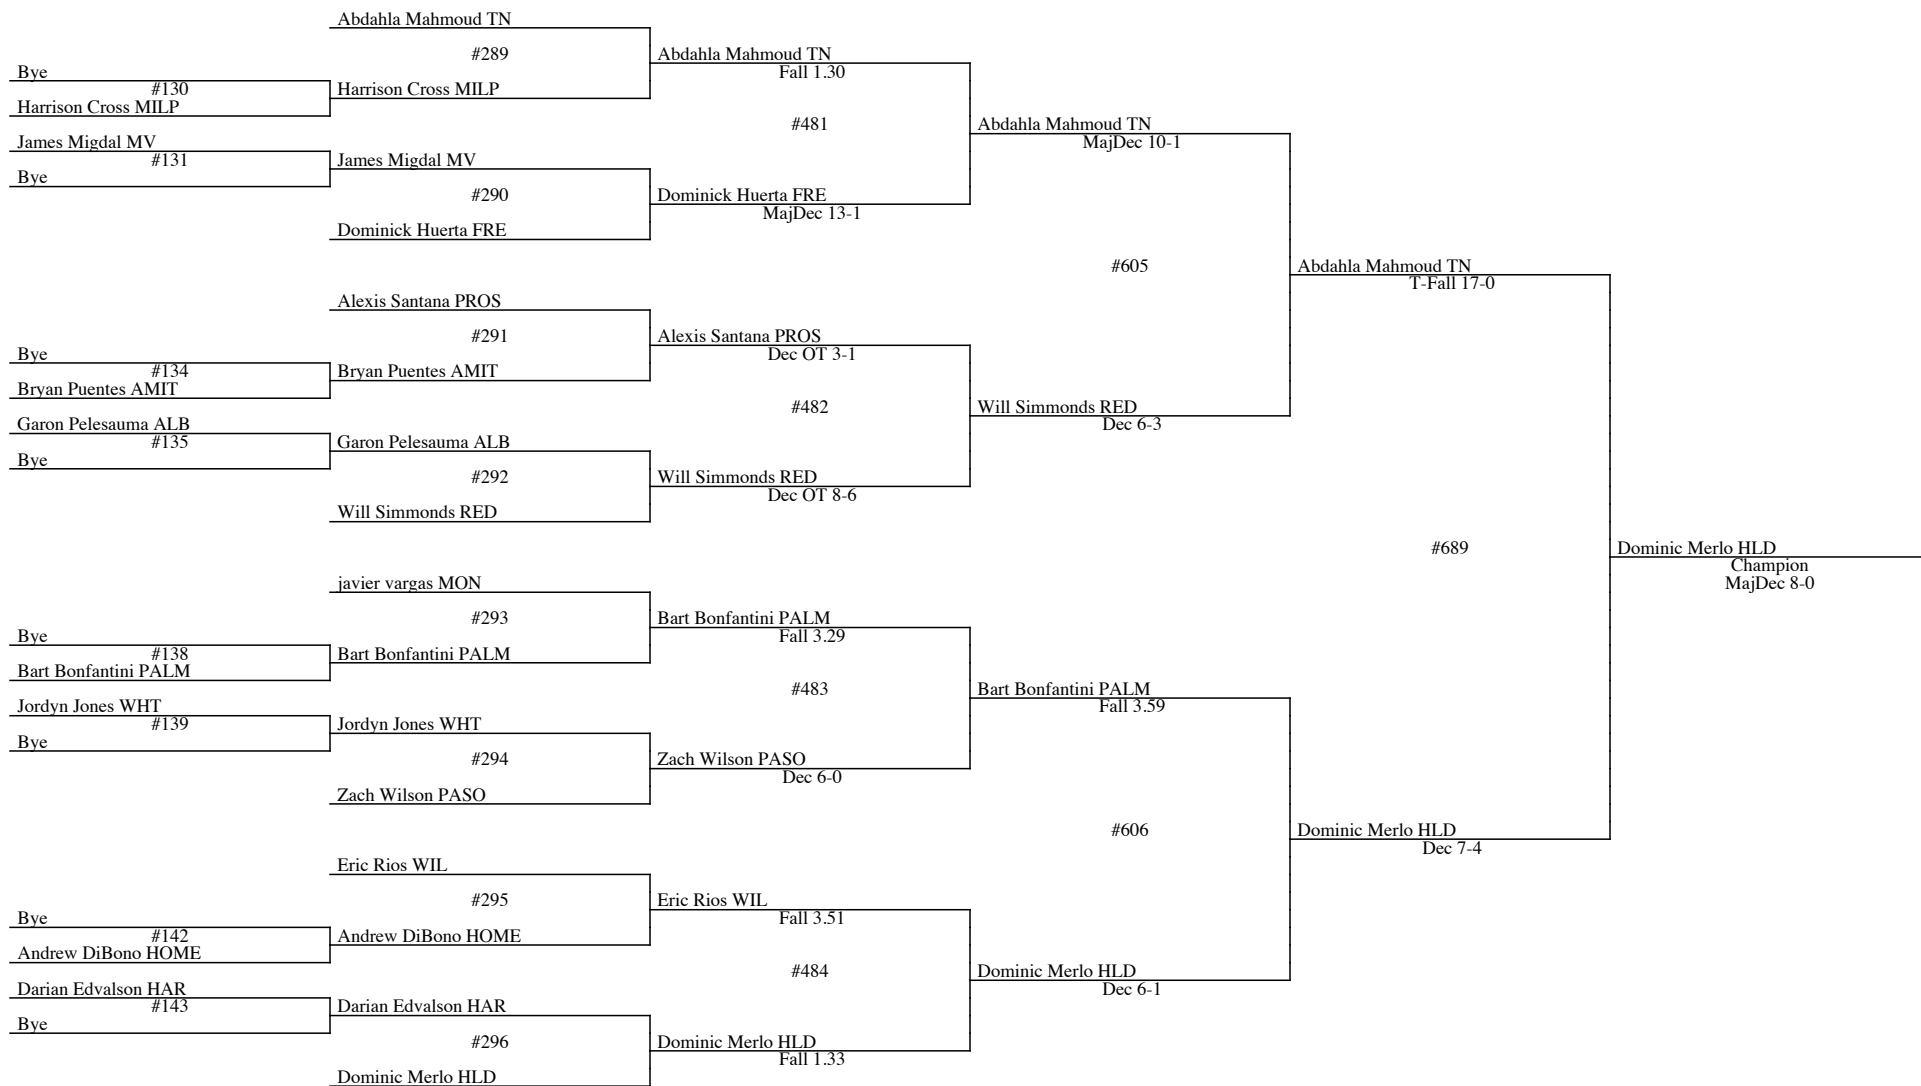 Abdahla Mahmoud TN
#289
Abdahla Mahmoud TN
Fall 1.30
Bye
#130
Harrison Cross MILP
Harrison Cross MILP
#481
Abdahla Mahmoud TN
MajDec 10-1
James Migdal MV
#131
James Migdal MV
Bye
#290
Dominick Huerta FRE
MajDec 13-1
Dominick Huerta FRE
#605
Abdahla Mahmoud TN
T-Fall 17-0
Alexis Santana PROS
#291
Alexis Santana PROS
Dec OT 3-1
Bye
#134
Bryan Puentes AMIT
Bryan Puentes AMIT
#482
Will Simmonds RED
Dec 6-3
Garon Pelesauma ALB
#135
Garon Pelesauma ALB
Bye
#292
Will Simmonds RED
Dec OT 8-6
Will Simmonds RED
#689
Dominic Merlo HLD
Champion
MajDec 8-0
javier vargas MON
#293
Bart Bonfantini PALM
Fall 3.29
Bye
#138
Bart Bonfantini PALM
Bart Bonfantini PALM
#483
Bart Bonfantini PALM
Fall 3.59
Jordyn Jones WHT
#139
Jordyn Jones WHT
Bye
#294
Zach Wilson PASO
Dec 6-0
Zach Wilson PASO
#606
Dominic Merlo HLD
Dec 7-4
Eric Rios WIL
#295
Eric Rios WIL
Fall 3.51
Bye
#142
Andrew DiBono HOME
Andrew DiBono HOME
#484
Dominic Merlo HLD
Dec 6-1
Darian Edvalson HAR
#143
Darian Edvalson HAR
Bye
#296
Dominic Merlo HLD
Fall 1.33
Dominic Merlo HLD